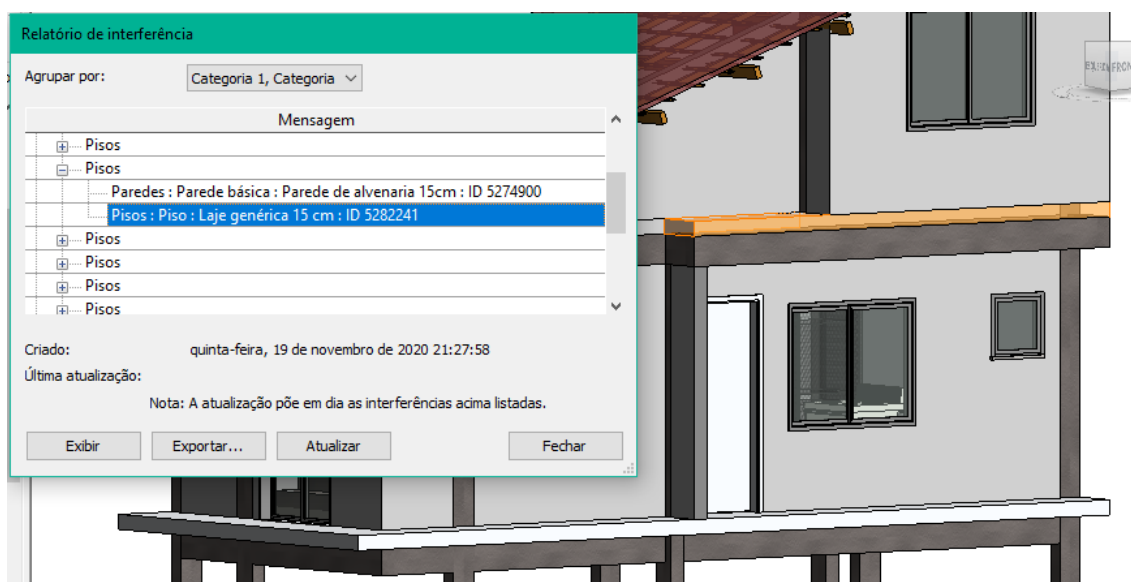 Relatório de interferência
Agrupar por:
Categoria 1, Categoria
Mensagem
Pisos
Pisos
Paredes : Parede básica : Parede de alvenaria 15cm : ID 5274900
Pisos : Piso : Laje genérica 15 cm : ID 5282241
Pisos
Pisos
Pisos
Pisos
Criado: quinta-feira, 19 de novembro de 2020 21:27:58
Última atualização:
Nota: A atualização põe em dia as interferências acima listadas.
Exibir Exportar... Atualizar Fechar